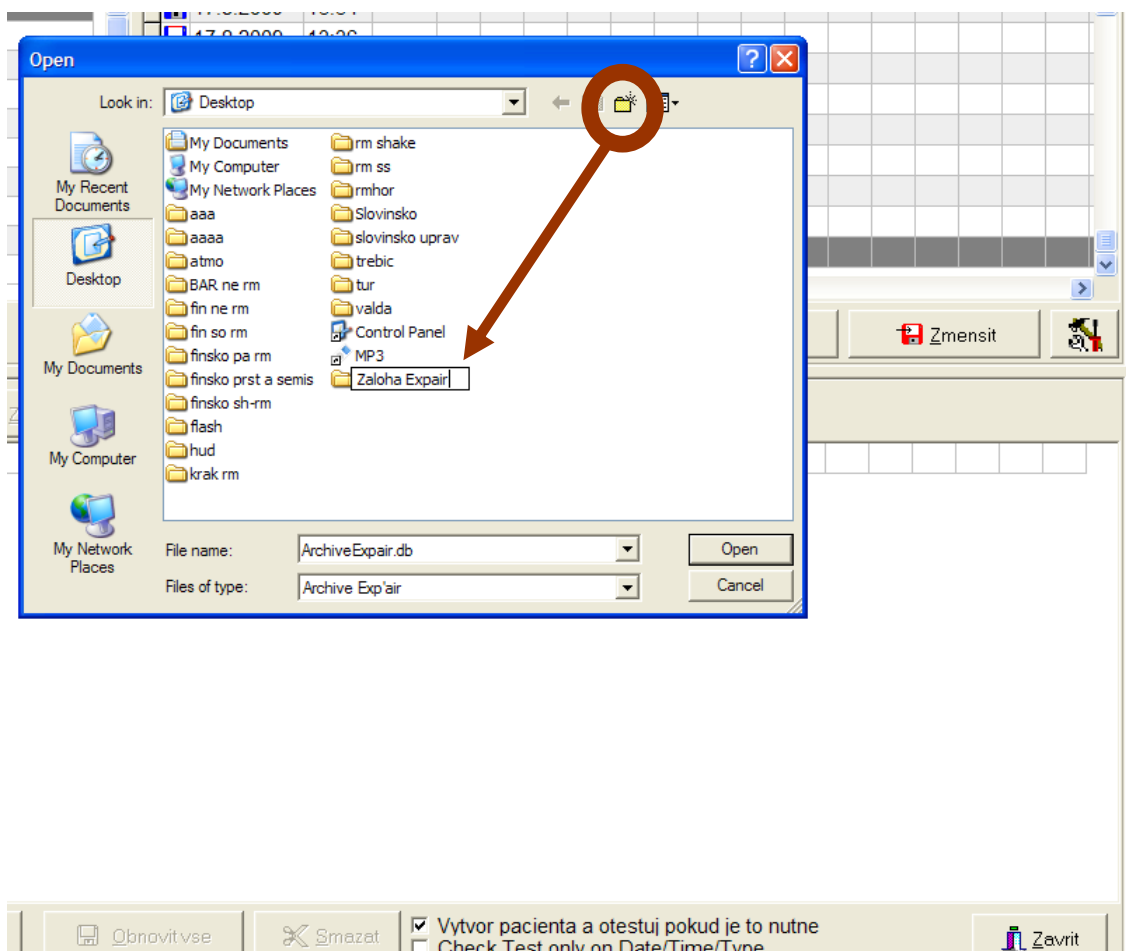 17.8.2009
Open
Look in: Desktop
My Recent Documents
Desktop
My Documents
My Computer
My Network Places
My Documents
My Computer
My Network Places
aaa
aaaa
atmo
BAR ne rm
fin ne rm
fin so rm
finsko pa rm
finsko prst a semis
finsko sh-rm
flash
hud
krak rm
rm shake
rm ss
rmhor
Slovinsko
slovinsko uprav
trebic
tur
valda
Control Panel
MP3
Zaloha Expair
File name: ArchiveExpair.db Open
Files of type: Archive Exp'air Cancel
Zmensit
Obnovit vse
Smazat
Vytvor pacienta a otestuj pokud je to nutne
Check Test only on Date/Time/Type
Zavrit